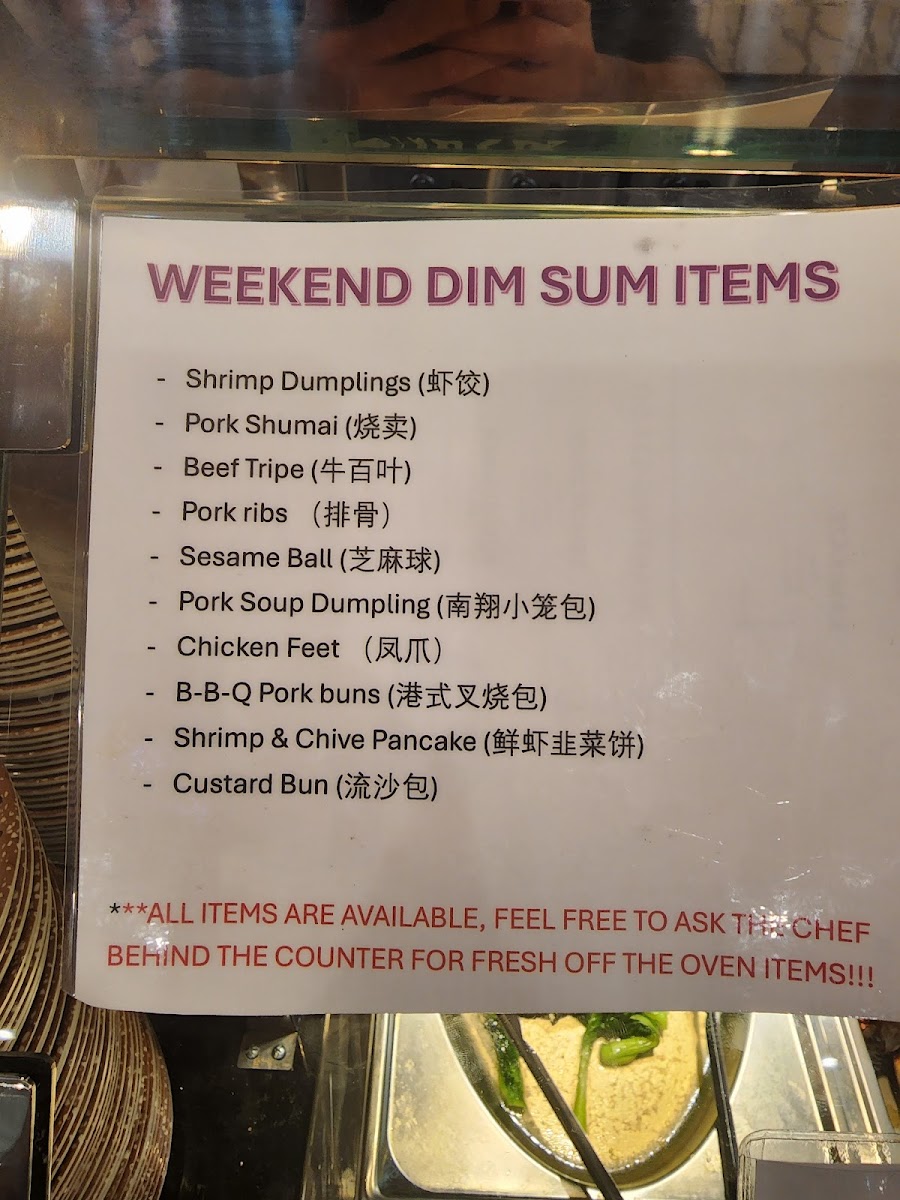 WEEKEND DIM SUM ITEMS
- Shrimp Dumplings (虾饺)
- Pork Shumai (烧卖)
- Beef Tripe (牛百叶)
- Pork ribs （排骨）
- Sesame Ball (芝麻球)
- Pork Soup Dumpling (南翔小笼包)
- Chicken Feet （凤爪）
- B-B-Q Pork buns (港式叉烧包)
- Shrimp & Chive Pancake (鲜虾韭菜饼)
- Custard Bun (流沙包)
***ALL ITEMS ARE AVAILABLE, FEEL FREE TO ASK THE CHEF
BEHIND THE COUNTER FOR FRESH OFF THE OVEN ITEMS!!!